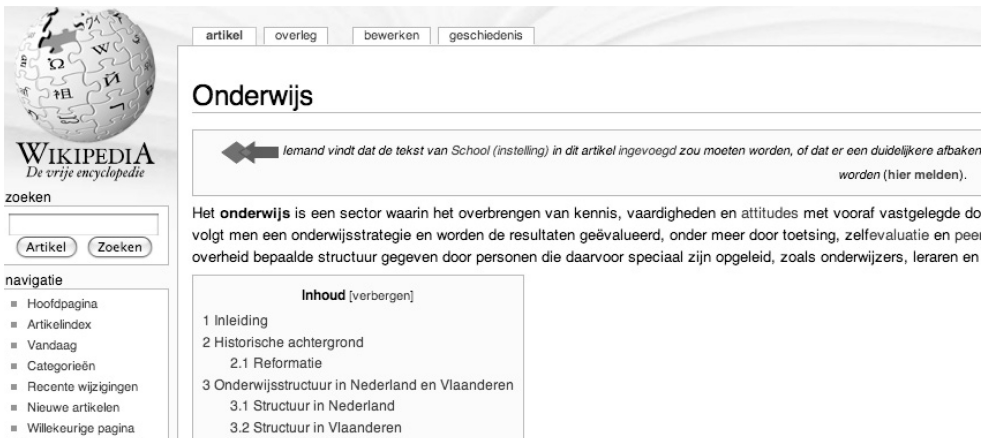 artikel overleg bewerken geschiedenis
WIKIPEDIA
De vrije encyclopedie
zoeken
Artikel Zoeken
navigatie
Hoofdpagina
Artikelindex
Vandaag
Categorieën
Recente wijzigingen
Nieuwe artikelen
Willekeurige pagina
Onderwijs
Iemand vindt dat de tekst van School (instelling) in dit artikel ingevoegd zou moeten worden, of dat er een duidelijkere afbaken
worden (hier melden).
Het onderwijs is een sector waarin het overbrengen van kennis, vaardigheden en attitudes met vooraf vastgelegde do
volgt men een onderwijsstrategie en worden de resultaten geëvalueerd, onder meer door toetsing, zelfevaluatie en peer
overheid bepaalde structuur gegeven door personen die daarvoor speciaal zijn opgeleid, zoals onderwijzers, leraren en
Inhoud [verbergen]
1 Inleiding
2 Historische achtergrond
2.1 Reformatie
3 Onderwijsstructuur in Nederland en Vlaanderen
3.1 Structuur in Nederland
3.2 Structuur in Vlaanderen